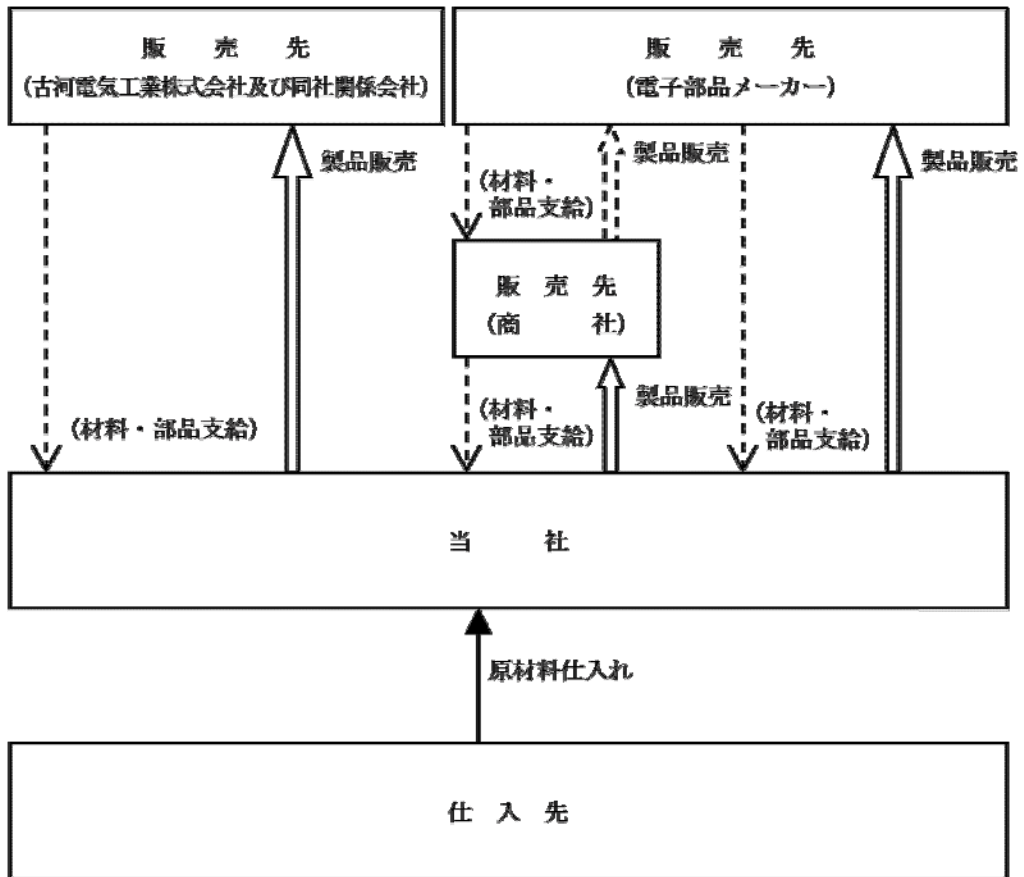 販 売 先
(古河電気工業株式会社及び同社関係会社)
販 売 先
(電子部品メーカー)
製品販売
(材料・
部品支給)
製品販売
製品販売
販 売 先
(商 社)
(材料・部品支給)
(材料・
部品支給)
製品販売
(材料・
部品支給)
当 社
原材料仕入れ
仕 入 先